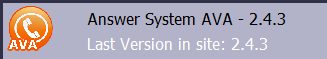 Answer System AVA - 2.4.3
Last Version in site: 2.4.3
AVA